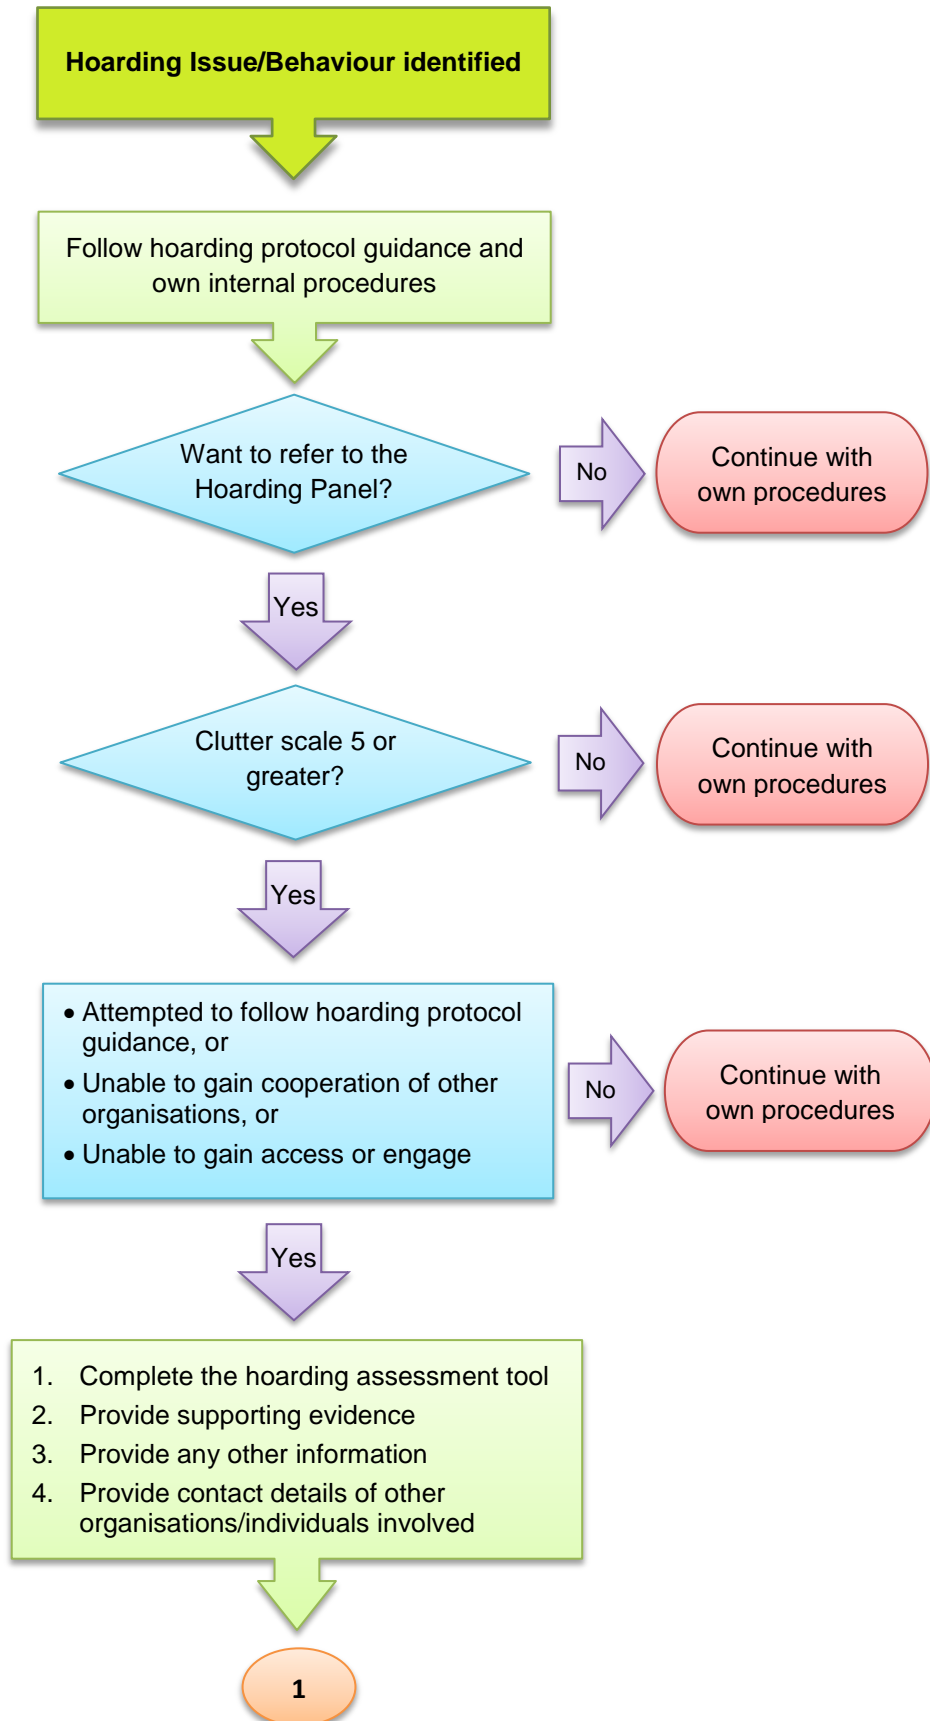 Hoarding Issue/Behaviour identified
Follow hoarding protocol guidance and
own internal procedures
Want to refer to the
Hoarding Panel?
No
Continue with
own procedures
Yes
Clutter scale 5 or
greater?
No
Continue with
own procedures
Yes
• Attempted to follow hoarding protocol
guidance, or
• Unable to gain cooperation of other
organisations, or
• Unable to gain access or engage
No
Continue with
own procedures
Yes
1. Complete the hoarding assessment tool
2. Provide supporting evidence
3. Provide any other information
4. Provide contact details of other
organisations/individuals involved
1